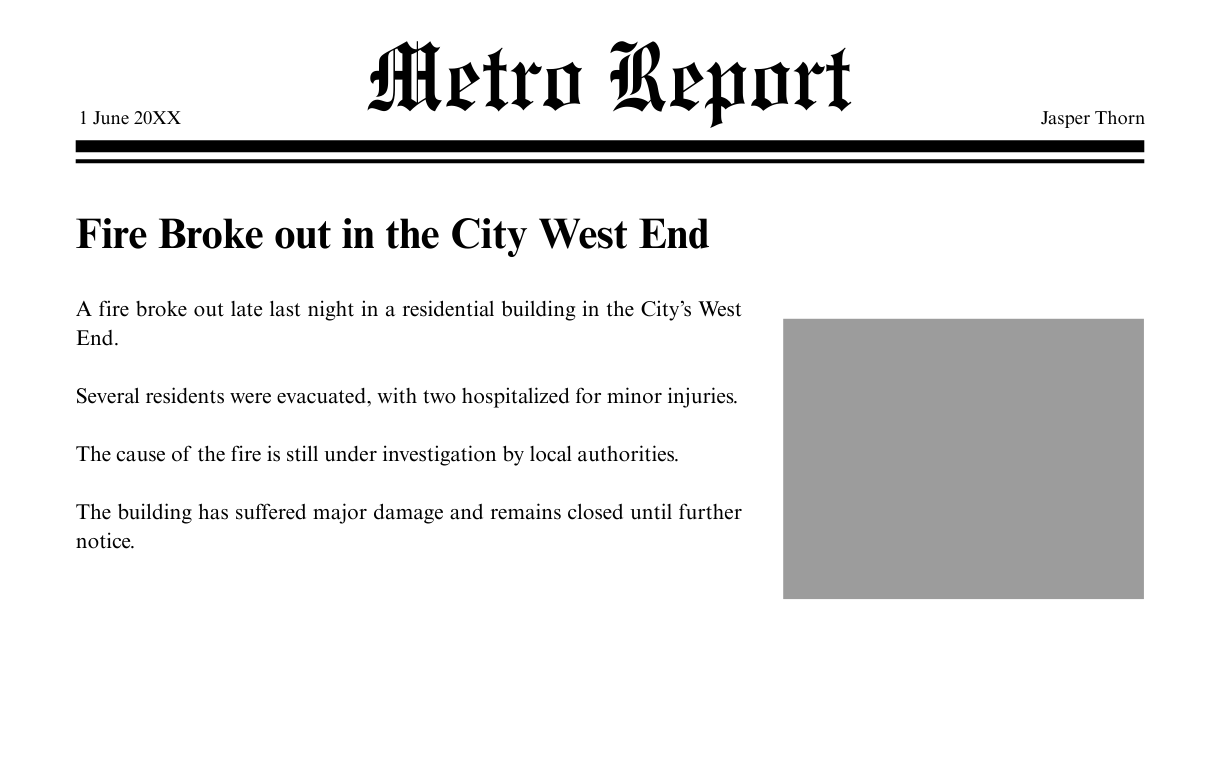 Metro Report
1 June 20XX
Jasper Thorn
Fire Broke out in the City West End
A fire broke out late last night in a residential building in the City’s West
End.
Several residents were evacuated, with two hospitalized for minor injuries.
The cause of the fire is still under investigation by local authorities.
The building has suffered major damage and remains closed until further
notice.